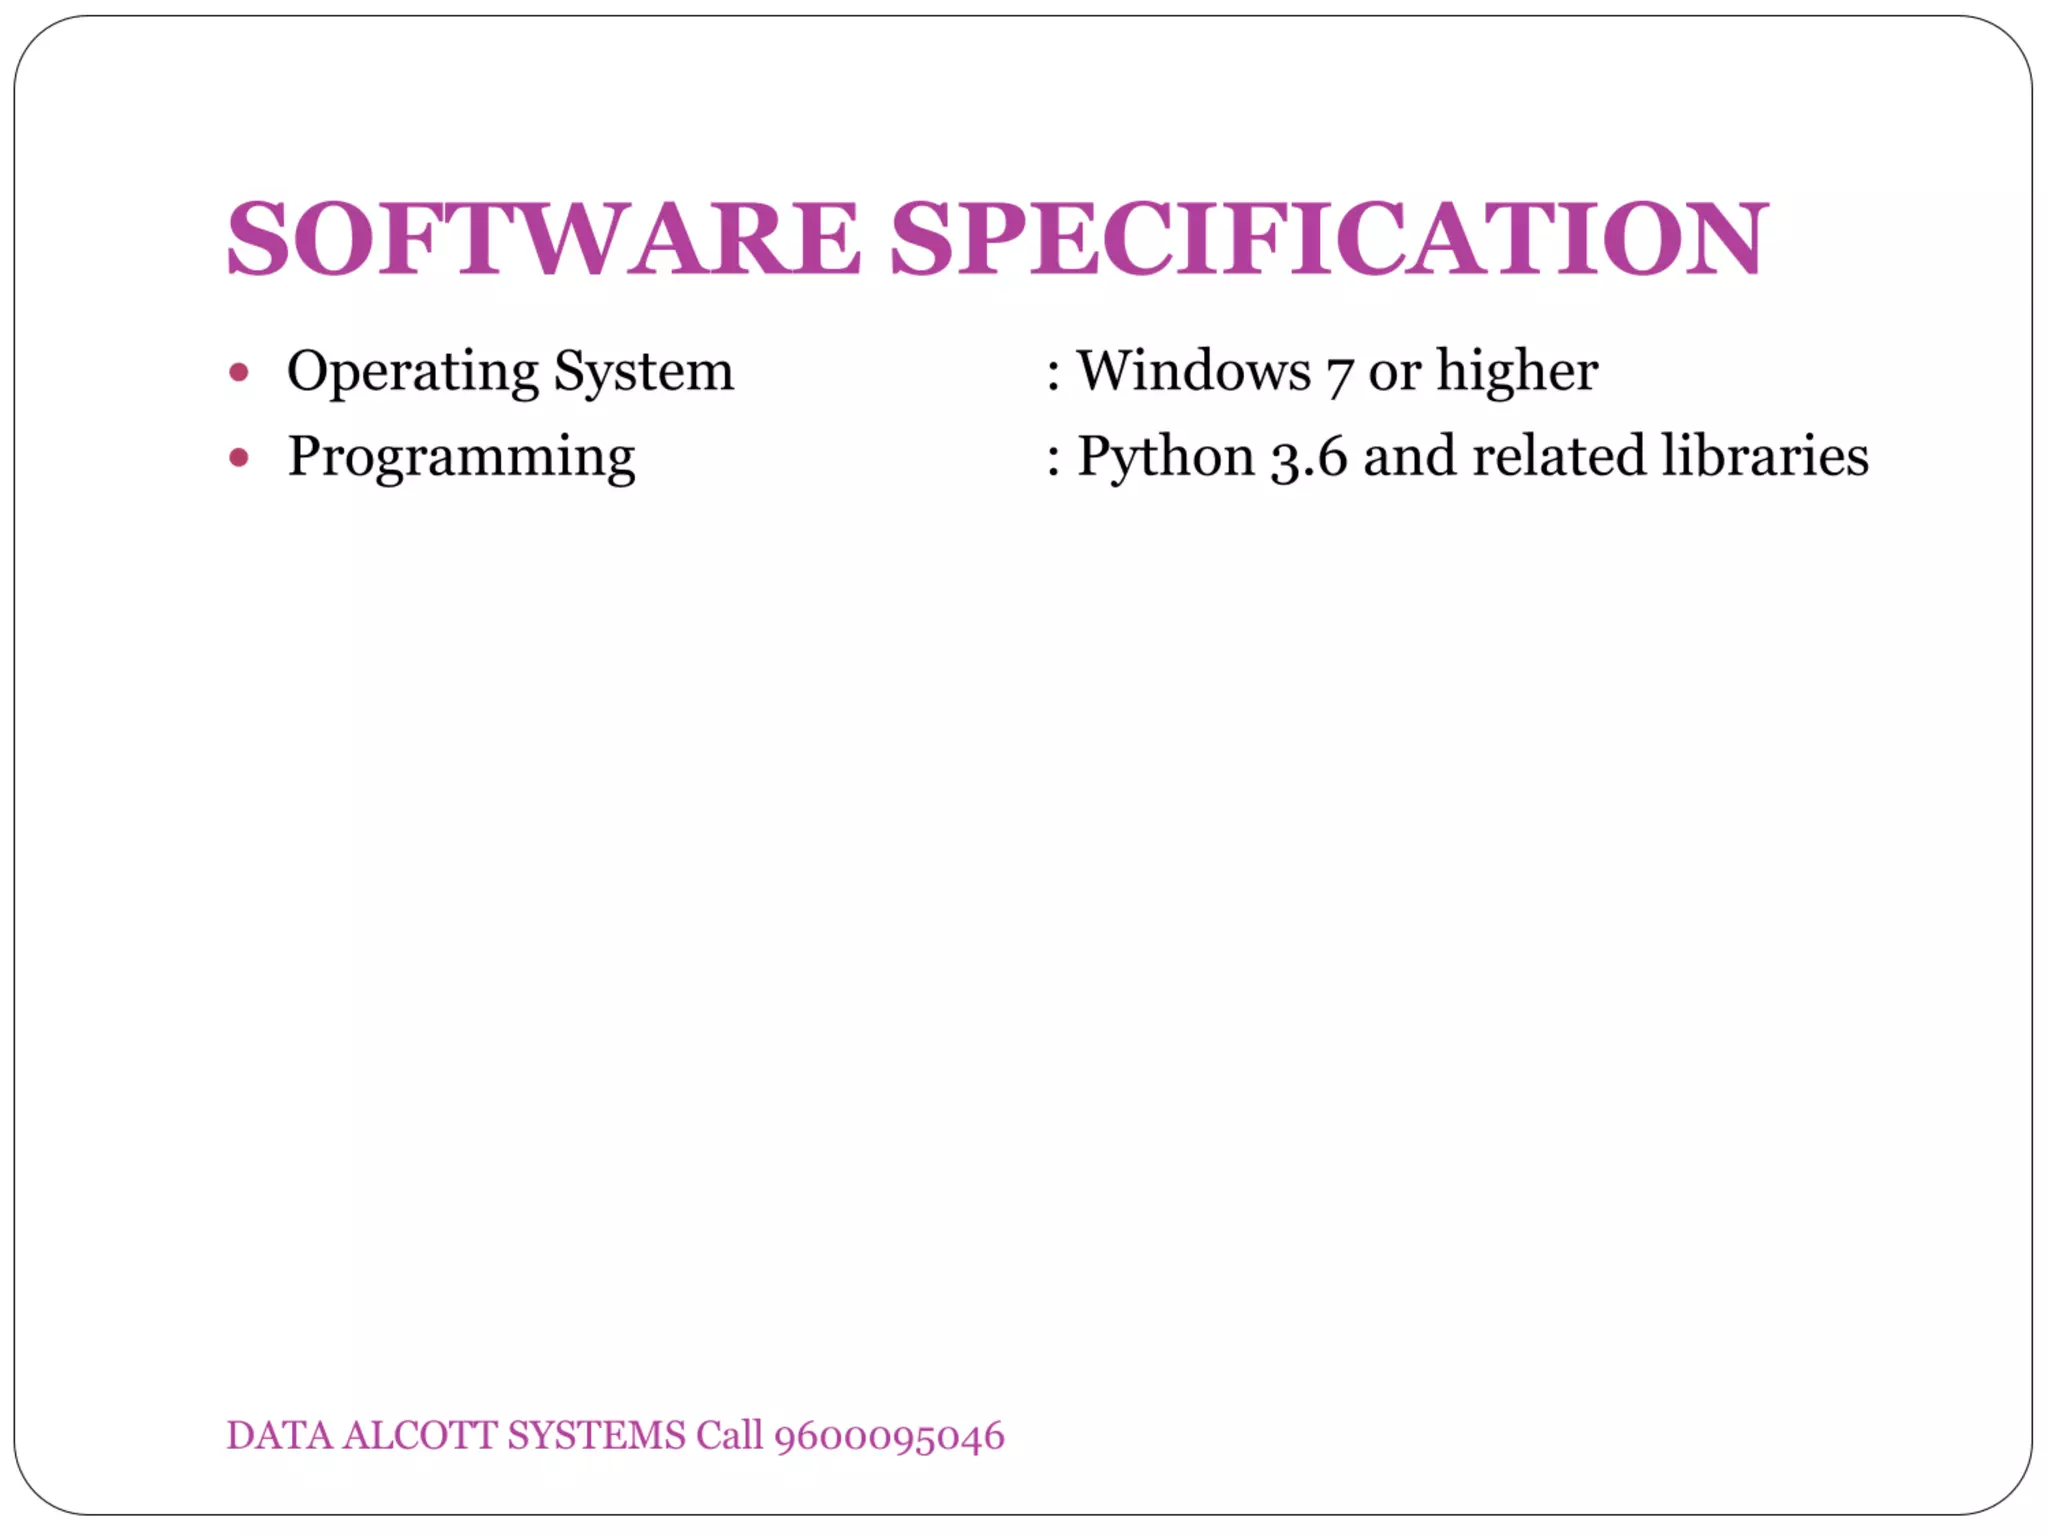 SOFTWARE SPECIFICATION
• Operating System : Windows 7 or higher
• Programming : Python 3.6 and related libraries
DATA ALCOTT SYSTEMS Call 9600095046